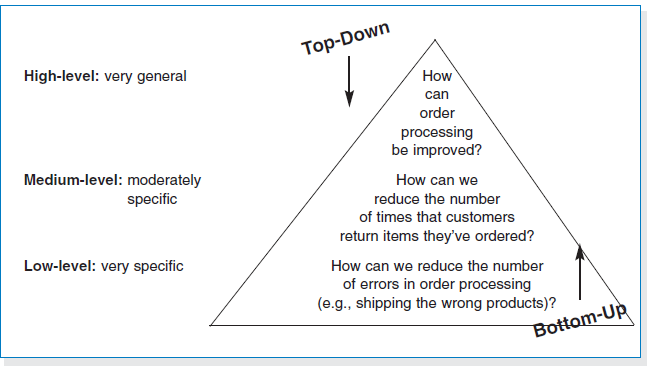 Top-Down
High-level: very general
How
can
order
processing
be improved?
Medium-level: moderately
specific
How can we
reduce the number
of times that customers
return items they've ordered?
Low-level: very specific
How can we reduce the number
of errors in order processing
(e.g., shipping the wrong products)?
Bottom-Up